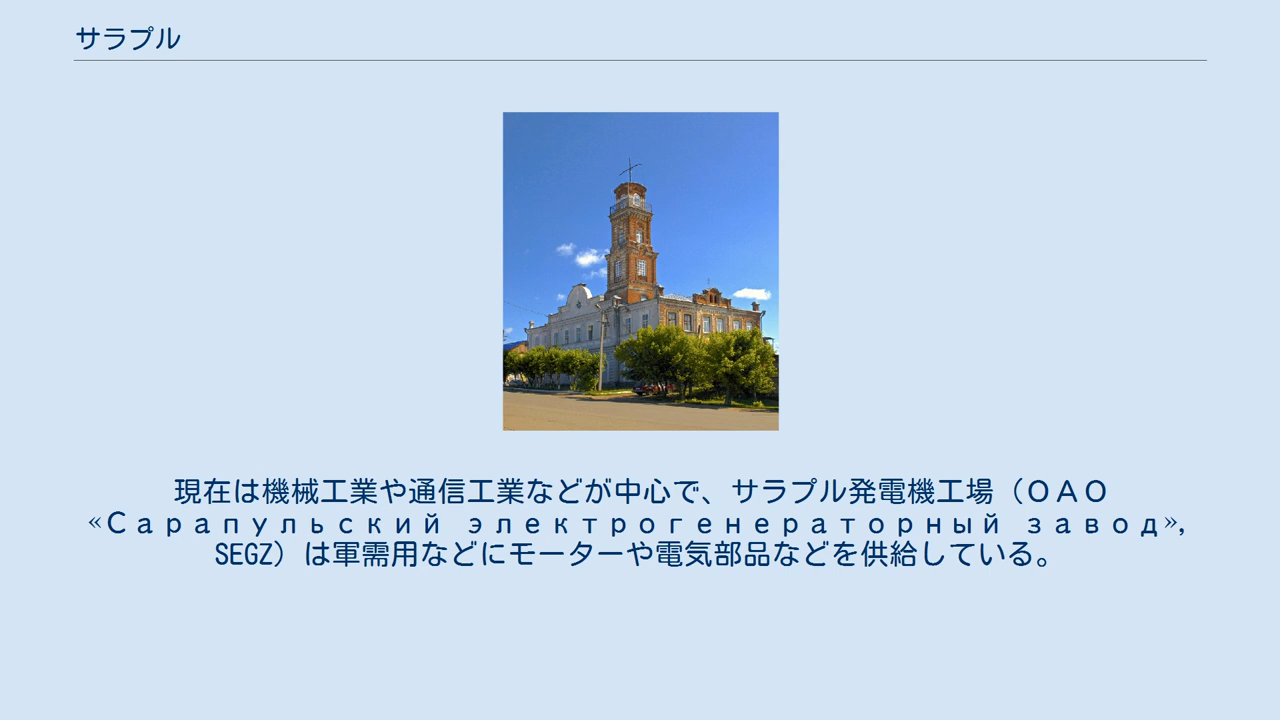 サラプル
現在は機械工業や通信工業などが中心で、サラプル発電機工場（ОАО
«Сарапульский электрогенераторный завод»,
SEGZ）は軍需用などにモーターや電気部品などを供給している。